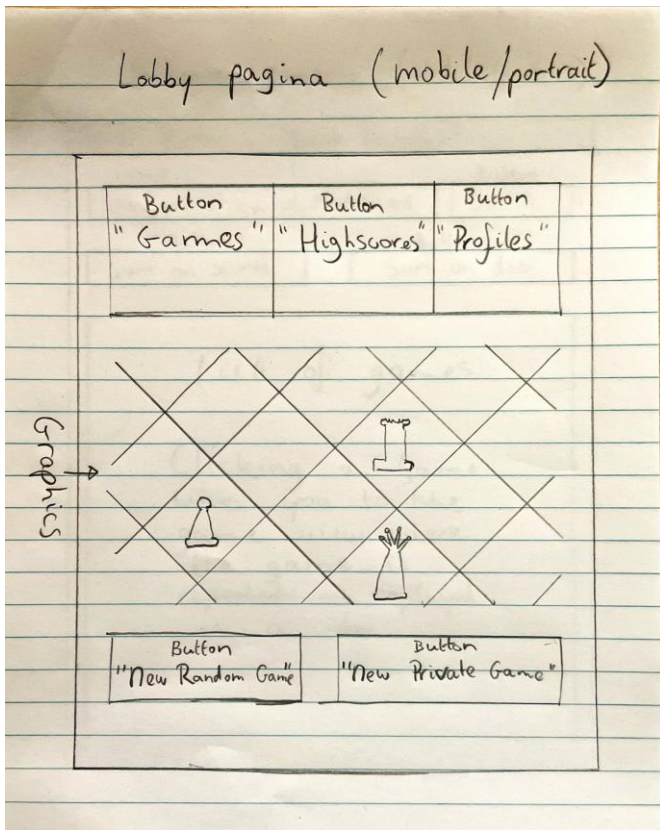 Lobby pagina (mobile/portrait)
Button
"Games"
Button
"Highscores"
Button
"Profiles"
Graphics
Button
"New Random Game"
Button
"New Private Game"